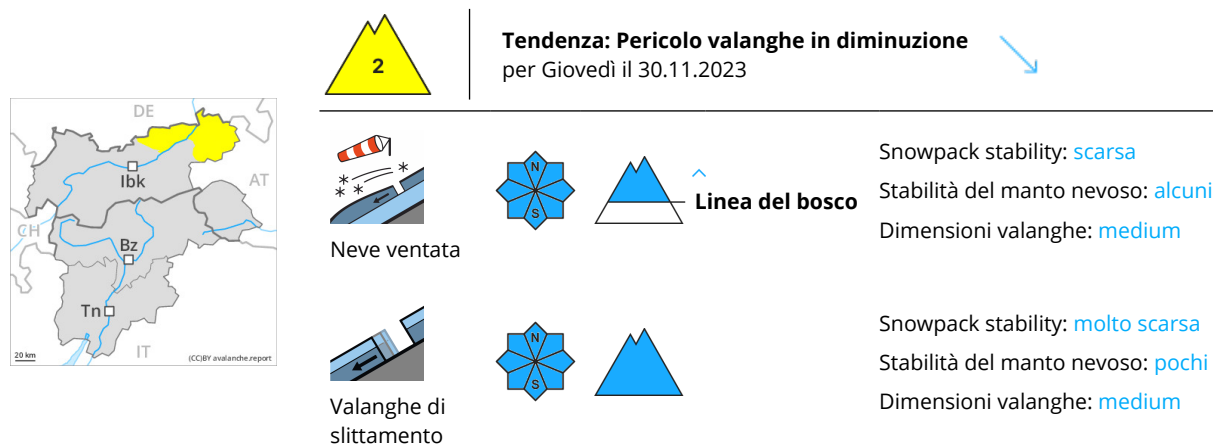 2
Tendenza: Pericolo valanghe in diminuzione
per Giovedì il 30.11.2023
DE
AT
Ibk
CH
Bz
Tn
IT
20 km
(CC)BY avalanche.report
N
S
Linea del bosco
Neve ventata
Snowpack stability: scarsa
Stabilità del manto nevoso: alcuni
Dimensioni valanghe: medium
N
S
Valanghe di
slittamento
Snowpack stability: molto scarsa
Stabilità del manto nevoso: pochi
Dimensioni valanghe: medium